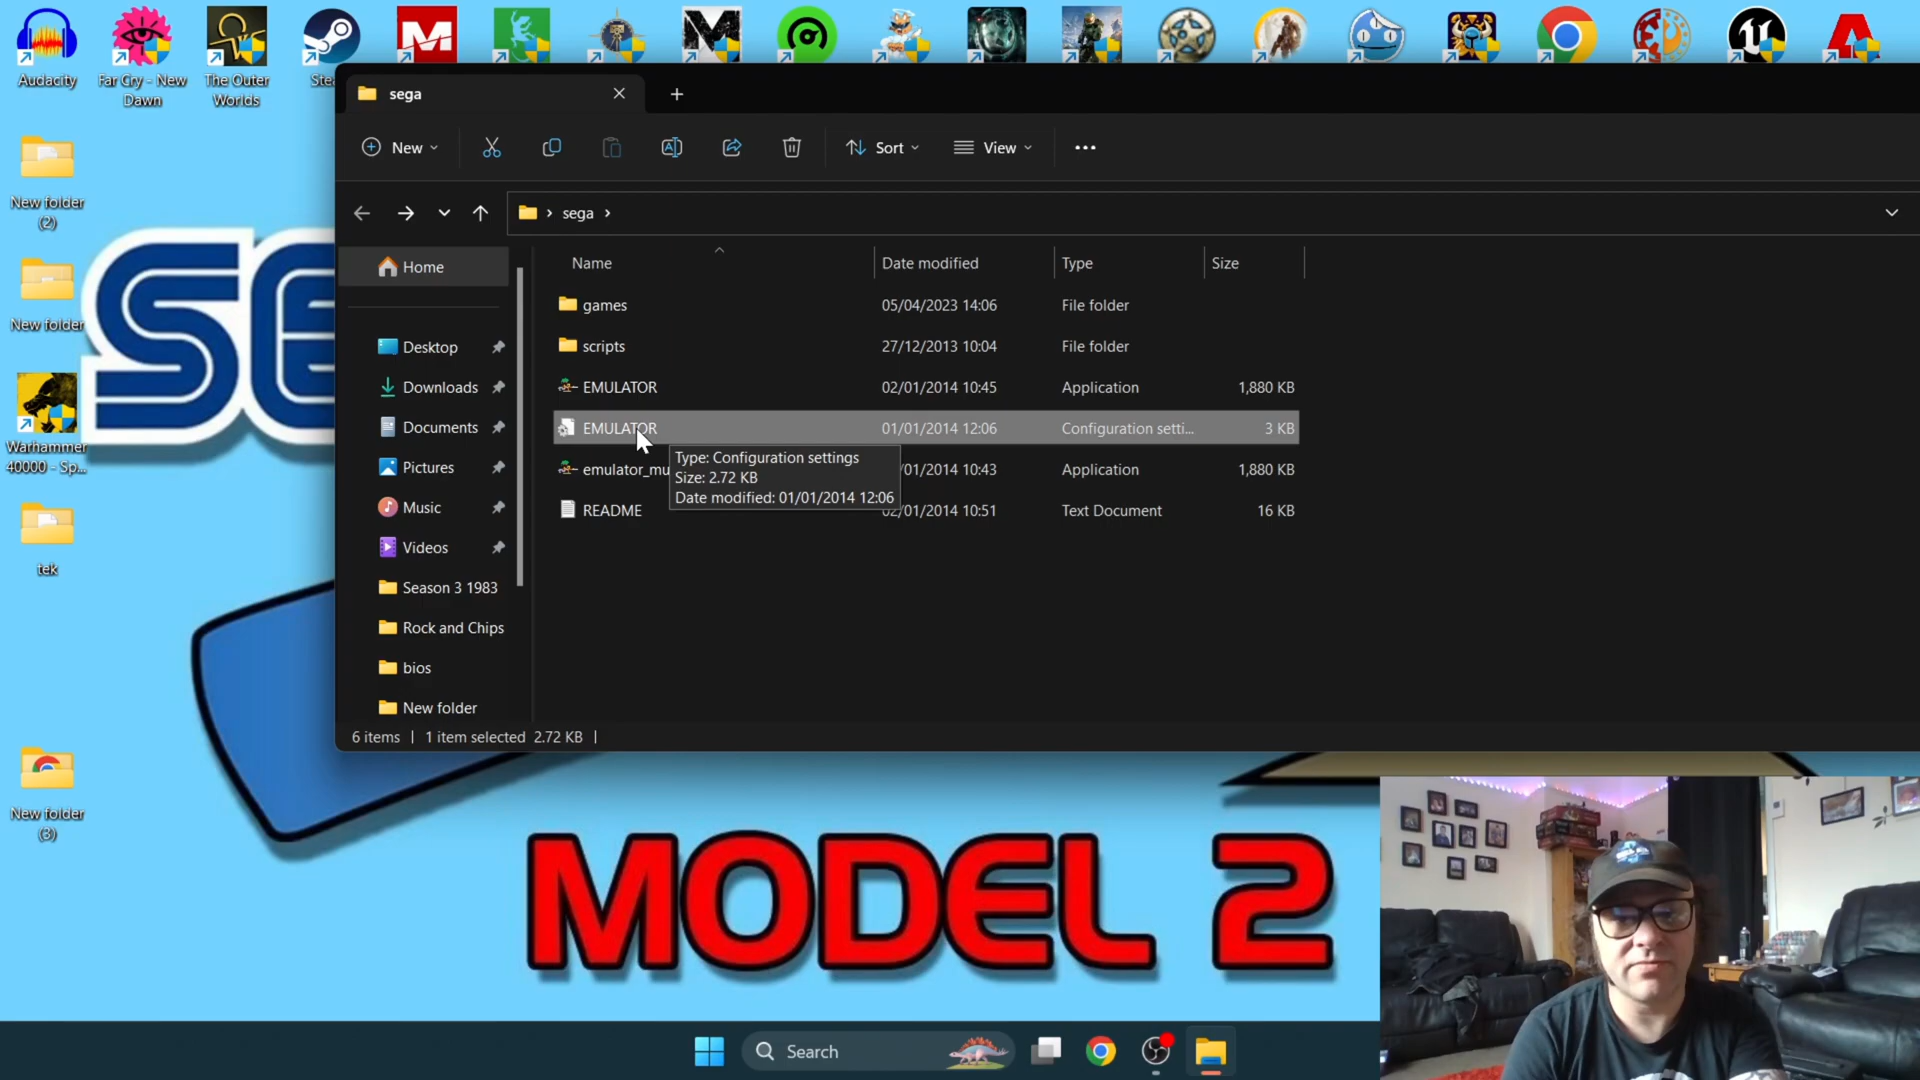 Audacity
Far Cry - New
Dawn
The Outer
Worlds
sega
New
Sort
View
New folder
(2)
sega
Home
Name
Date modified
Type
Size
games
05/04/2023 14:06
File folder
New folder
Desktop
scripts
27/12/2013 10:04
File folder
Downloads
EMULATOR
02/01/2014 10:45
Application
1,880 KB
Documents
EMULATOR
01/01/2014 12:06
Configuration setti...
3 KB
Warhammer
40000 - Sp...
Type: Configuration settings
Size: 2.72 KB
Date modified: 01/01/2014 12:06
Pictures
/01/2014 10:43
Application
1,880 KB
Music
README
02/01/2014 10:51
Text Document
16 KB
Videos
tek
Season 3 1983
Rock and Chips
bios
New folder
6 items
1 item selected 2.72 KB
New folder
(3)
MODEL 2
Search